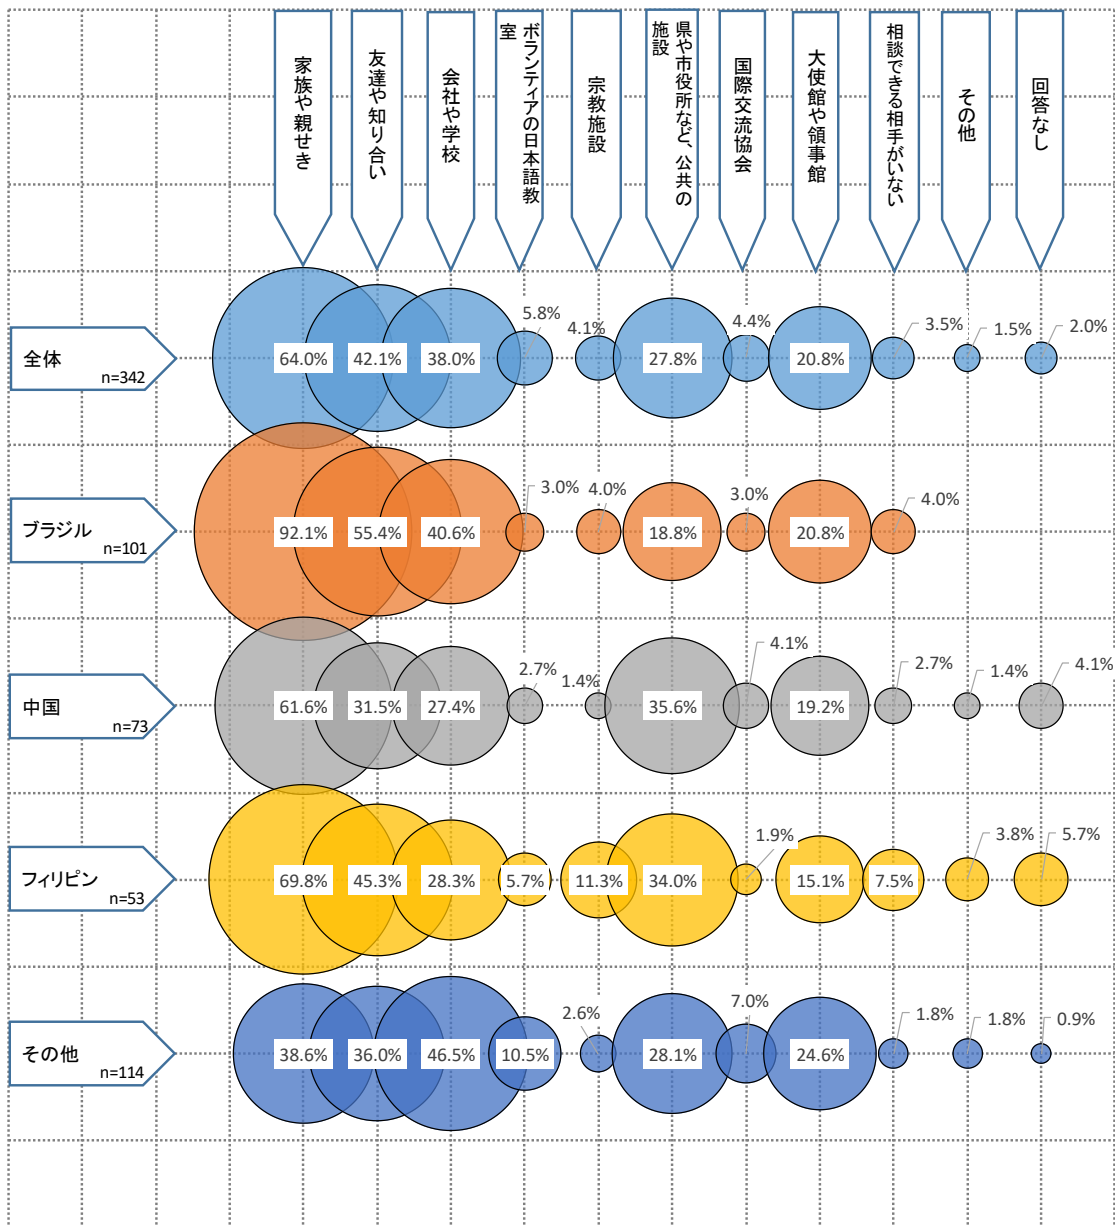 家族や親せき
友達や知り合い
会社や学校
ボランティアの日本語教
室
宗教施設
県や市役所など、公共の
施設
国際交流協会
大使館や領事館
相談できる相手がいない
その他
回答なし
全体
n=342
64.0%
42.1%
38.0%
5.8%
4.1%
27.8%
4.4%
20.8%
3.5%
1.5%
2.0%
ブラジル
n=101
92.1%
55.4%
40.6%
3.0%
4.0%
18.8%
3.0%
20.8%
4.0%
中国
n=73
61.6%
31.5%
27.4%
2.7%
1.4%
35.6%
4.1%
19.2%
2.7%
1.4%
4.1%
フィリピン
n=53
69.8%
45.3%
28.3%
5.7%
11.3%
34.0%
1.9%
15.1%
7.5%
3.8%
5.7%
その他
n=114
38.6%
36.0%
46.5%
10.5%
2.6%
28.1%
7.0%
24.6%
1.8%
1.8%
0.9%